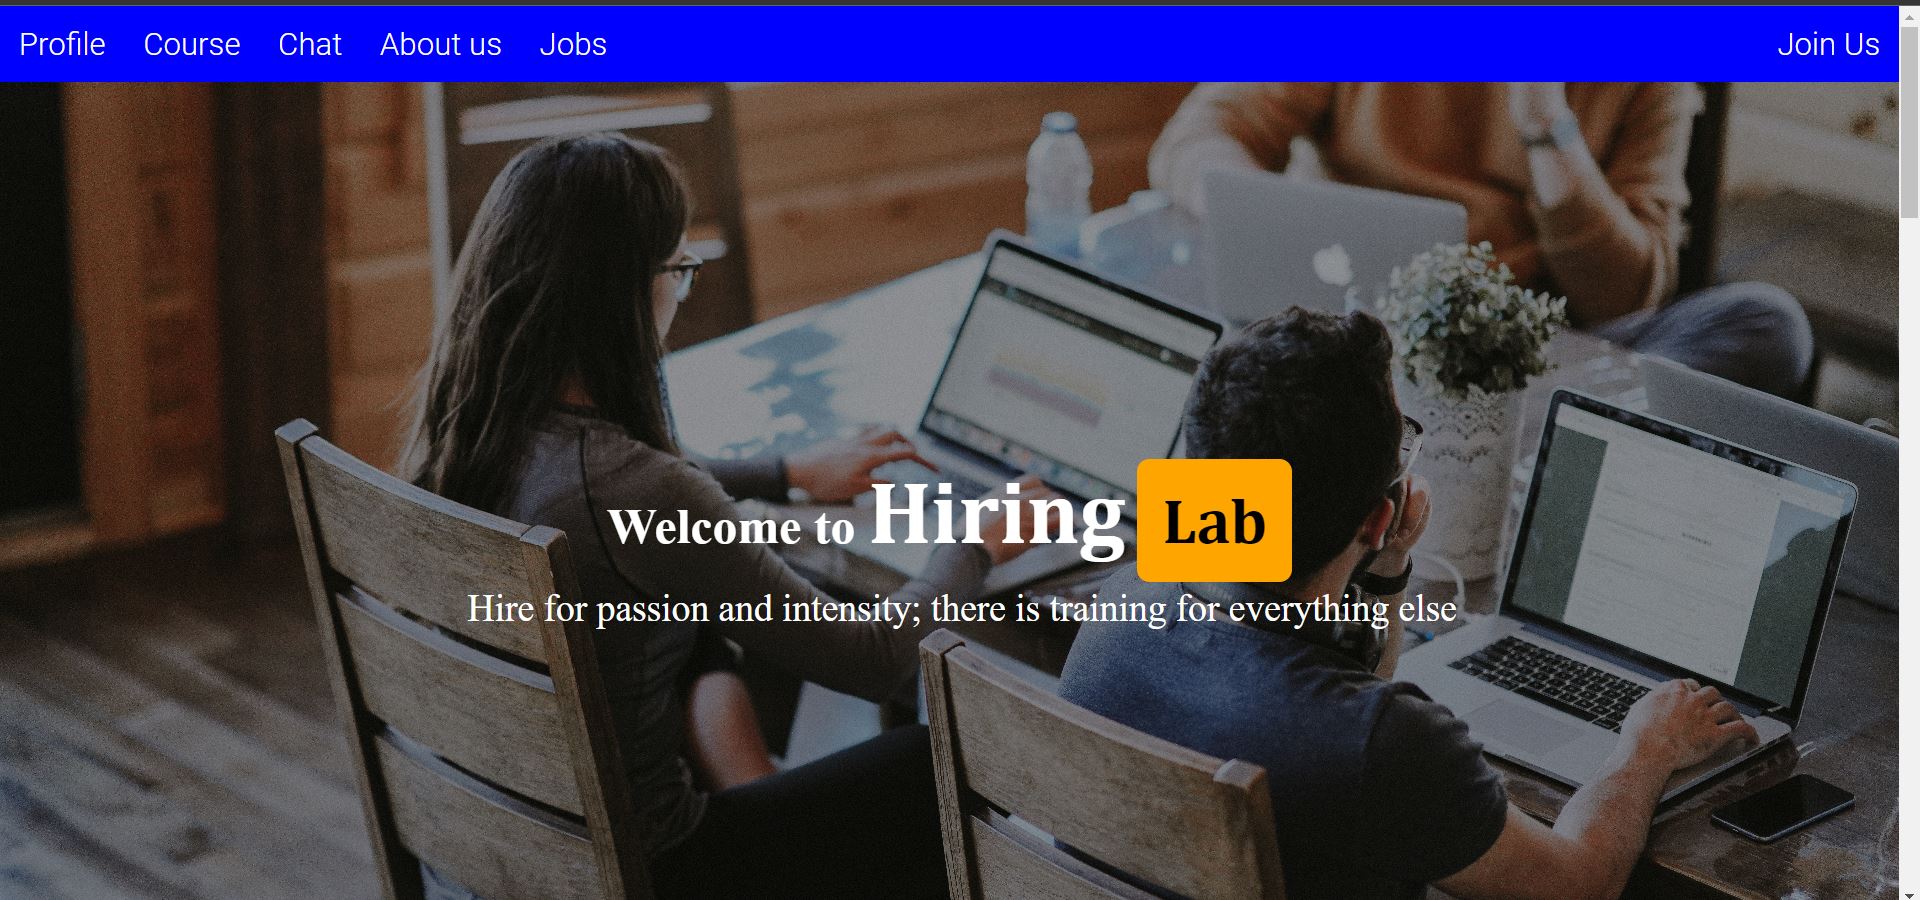 Profile Course Chat About us Jobs Join Us
Welcome to Hiring Lab
Hire for passion and intensity; there is training for everything else